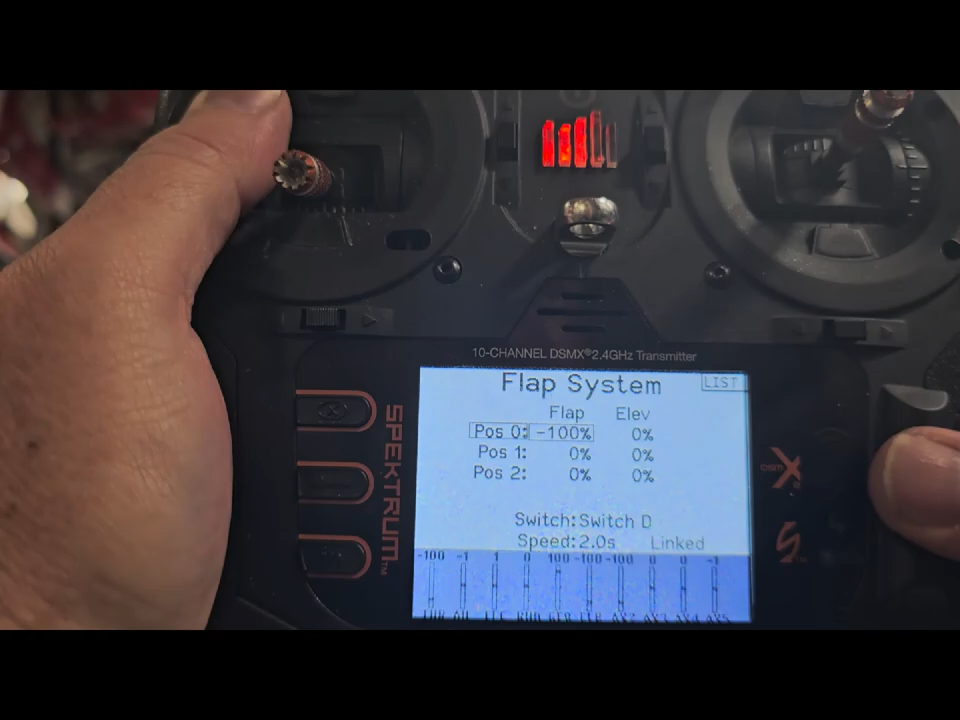 10-CHANNEL DSMX® 2.4GHz Transmitter
SPEKTRUM™
Flap System
LIST
Flap Elev
Pos 0: -100% 0%
Pos 1: 0% 0%
Pos 2: 0% 0%
Switch: Switch D
Speed: 2.0s Linked
-100 -1 1 0 100 -100 -100 0 0 -1